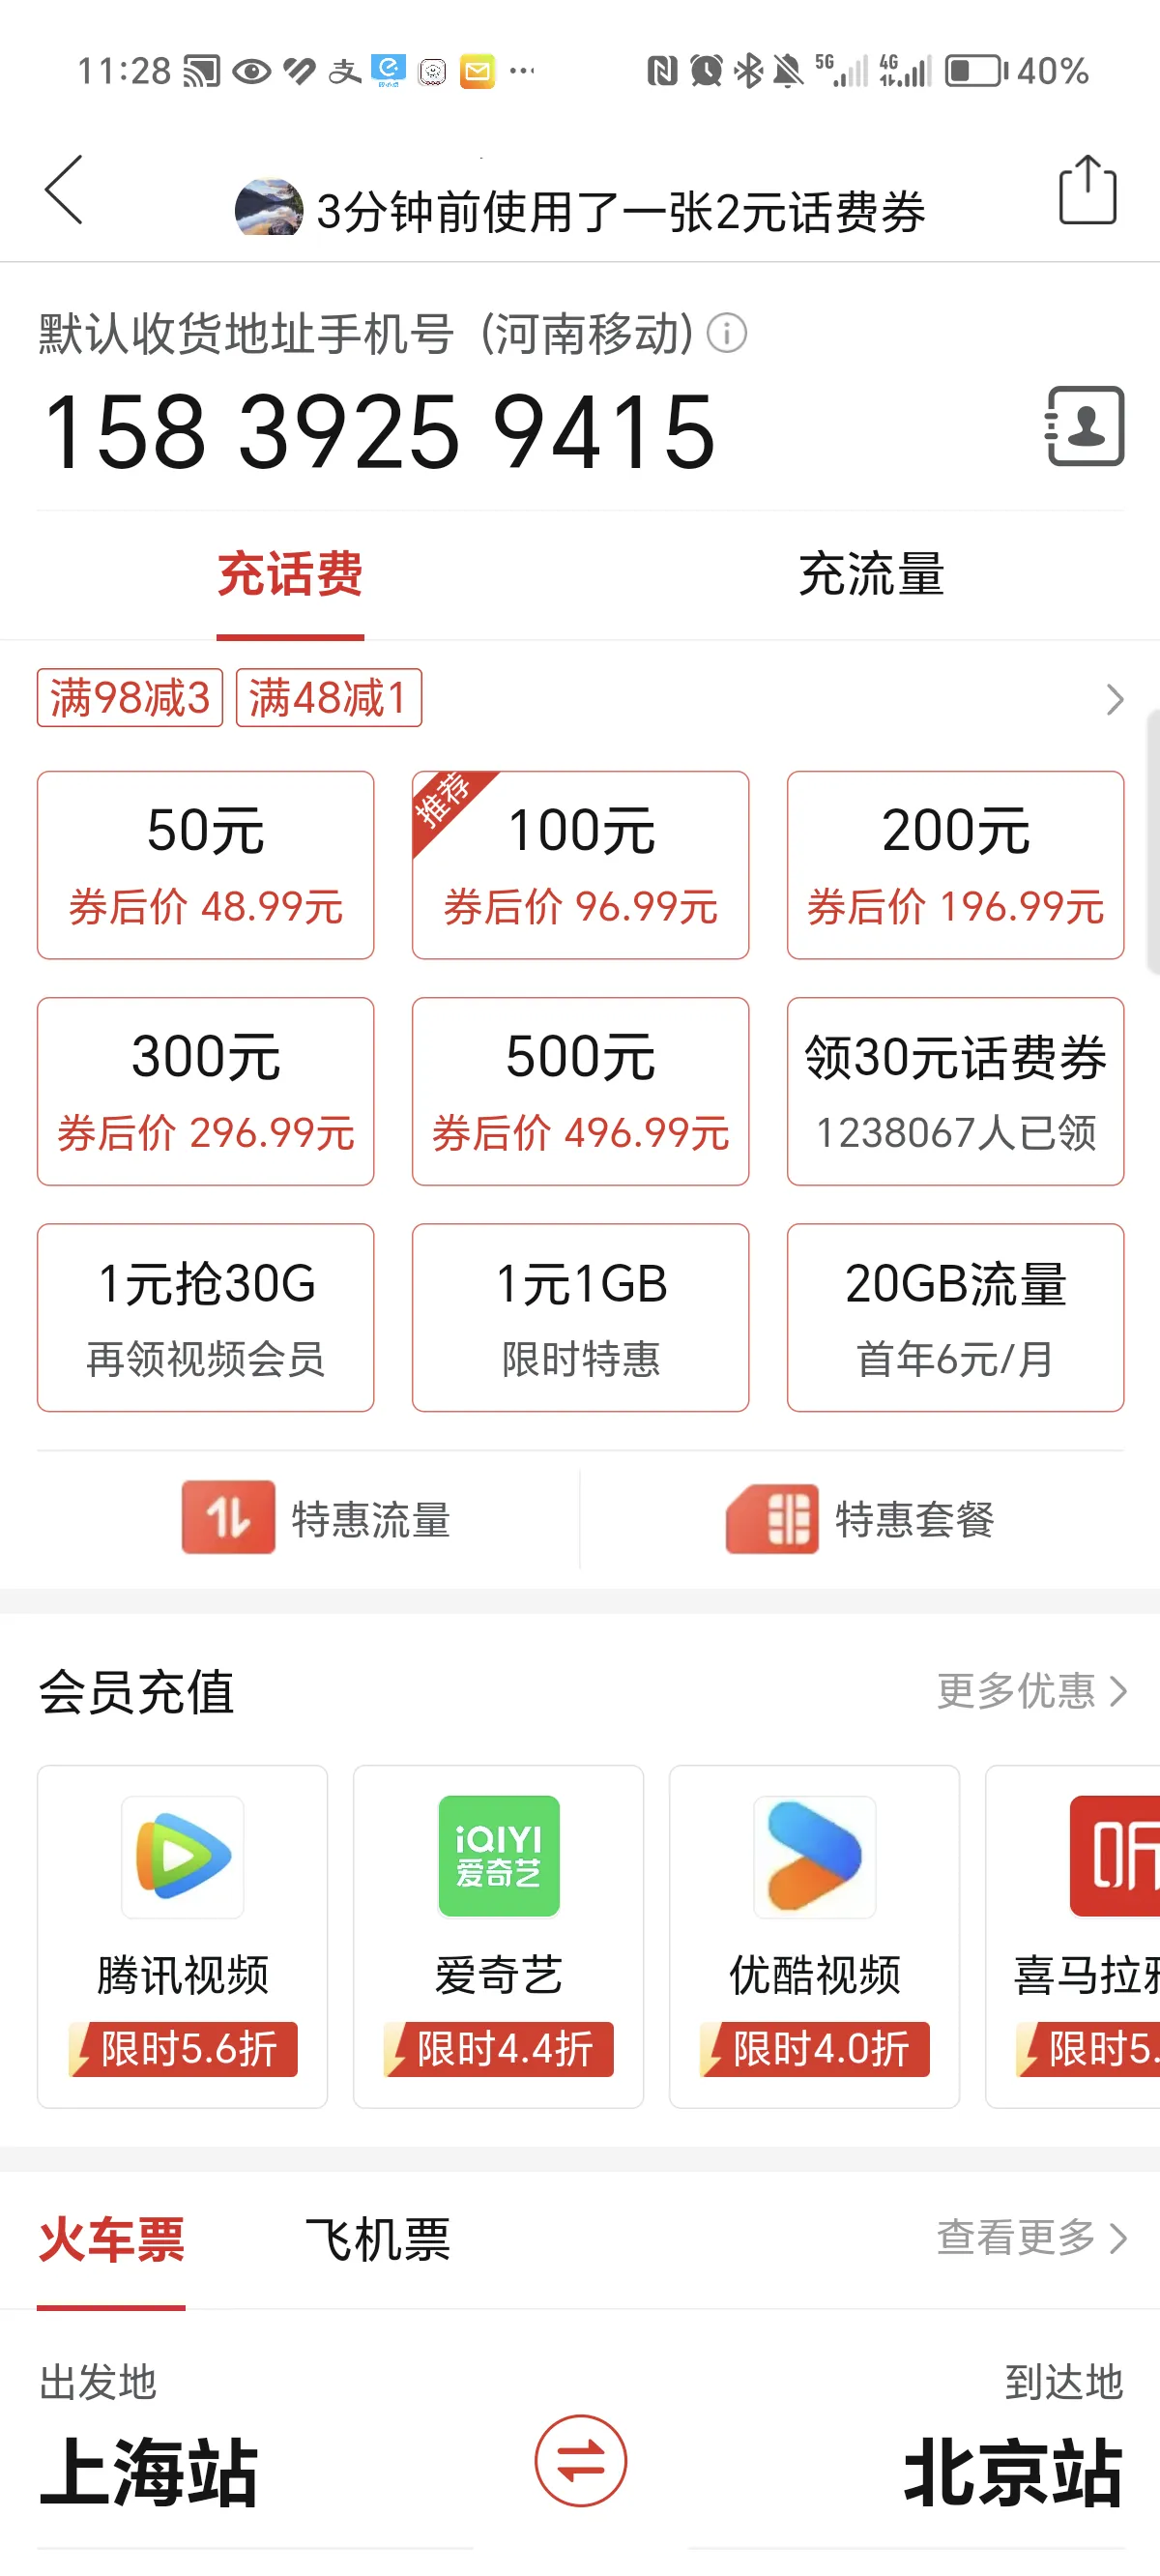 11:28 支 5G 4G 40%
3分钟前使用了一张2元话费券
默认收货地址手机号 (河南移动)
158 3925 9415
充话费 充流量
满98减3 满48减1
50元 推荐 100元 200元
券后价 48.99元 券后价 96.99元 券后价 196.99元
300元 500元 领30元话费券
券后价 296.99元 券后价 496.99元 1238067人已领
1元抢30G 1元1GB 20GB流量
再领视频会员 限时特惠 首年6元/月
特惠流量 特惠套餐
会员充值 更多优惠
iQIYI
爱奇艺
听
腾讯视频 爱奇艺 优酷视频 喜马拉雅
限时5.6折 限时4.4折 限时4.0折 限时5.
火车票 飞机票 查看更多
出发地 到达地
上海站 北京站